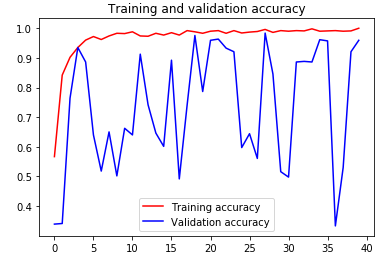 Training and validation accuracy
1.0
0.9
0.8
0.7
0.6
0.5
0.4
Training accuracy
Validation accuracy
0 5 10 15 20 25 30 35 40